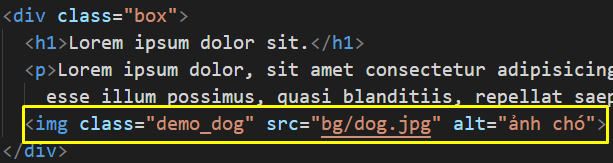 <div class="box">
<h1>Lorem ipsum dolor sit.</h1>
<p>Lorem ipsum dolor, sit amet consectetur adipisicing
esse illum possimus, quasi blanditiis, repellat saep
<img class="demo_dog" src="bg/dog.jpg" alt="ảnh chó">
</div>